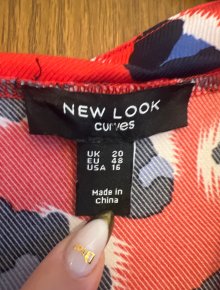 NEW LOOK
curves
UK 20
EU 48
USA 16
Made in
China